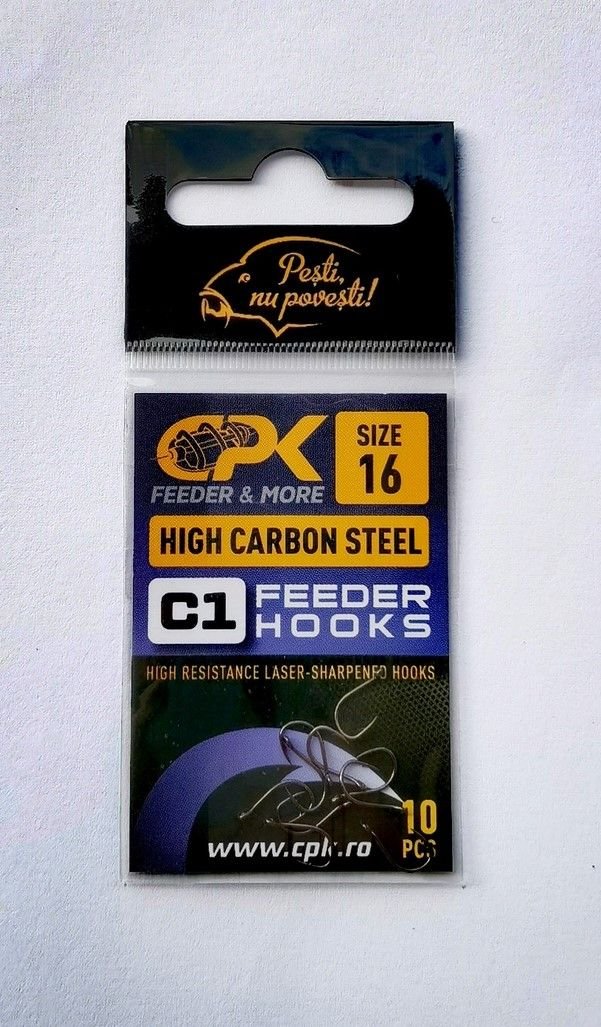 Pești,
nu povești!
CPK
FEEDER & MORE
SIZE
16
HIGH CARBON STEEL
C1
FEEDER
HOOKS
HIGH RESISTANCE LASER-SHARPENED HOOKS
10
PCS
www.cpk.ro